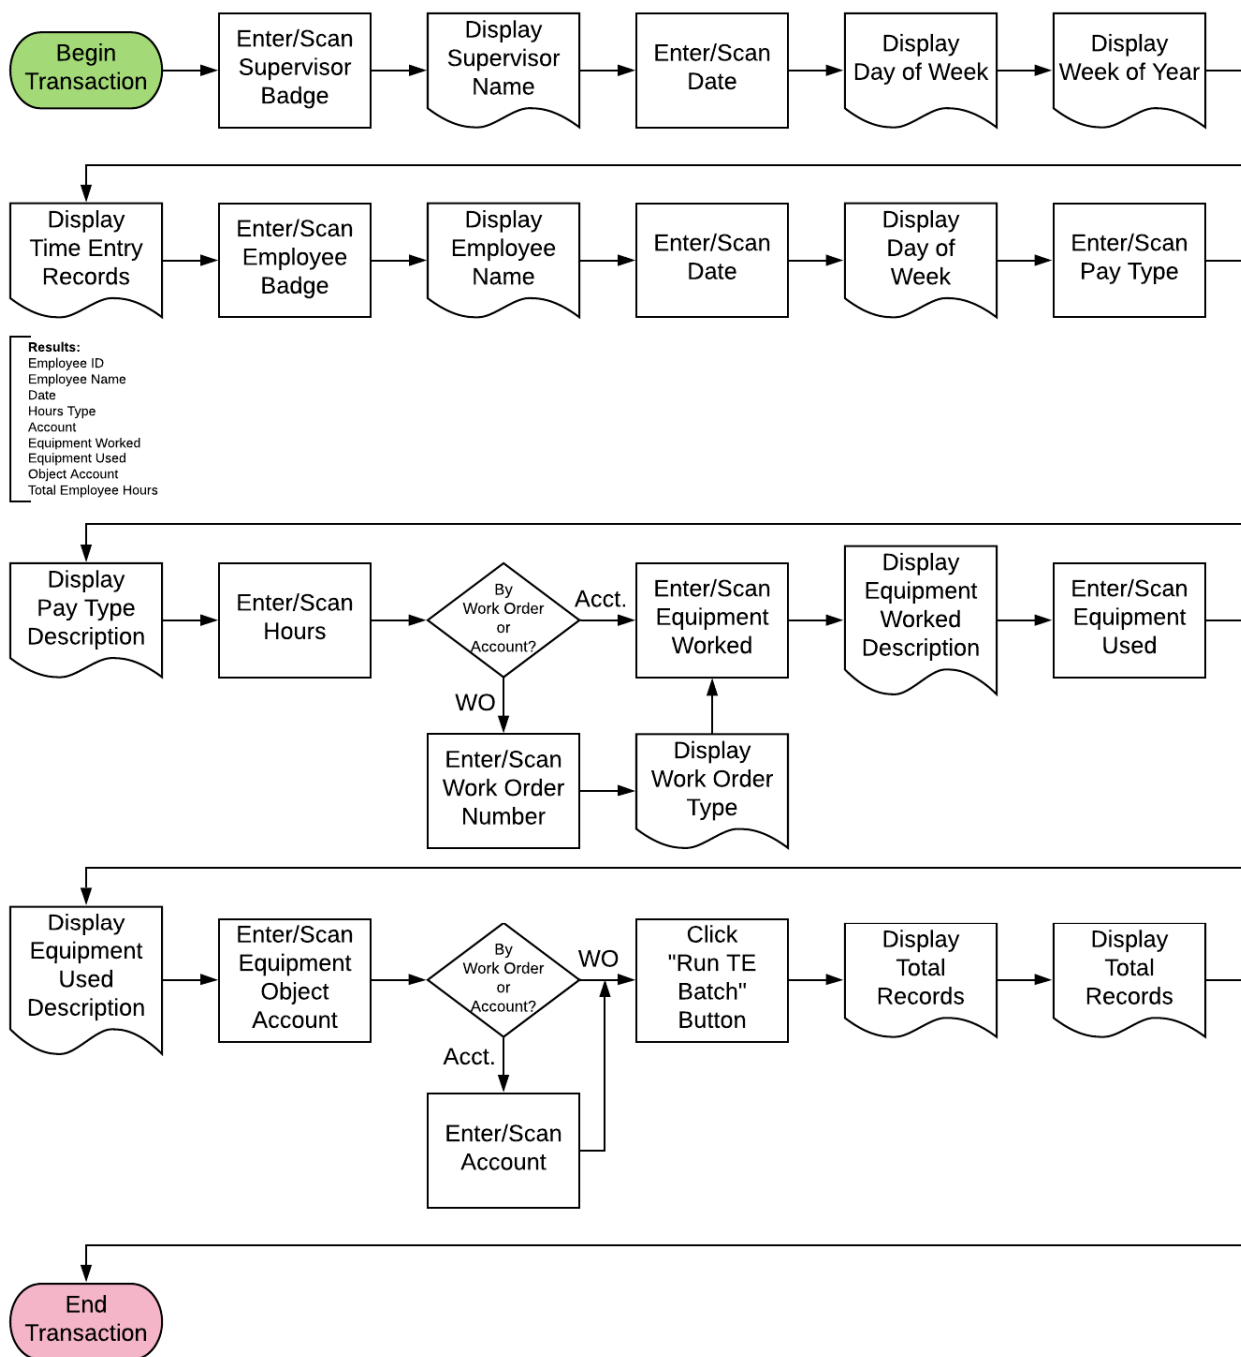 Begin
Transaction
Enter/Scan
Supervisor
Badge
Display
Supervisor
Name
Enter/Scan
Date
Display
Day of Week
Display
Week of Year
Display
Time Entry
Records
Enter/Scan
Employee
Badge
Display
Employee
Name
Enter/Scan
Date
Display
Day of
Week
Enter/Scan
Pay Type
Results:
Employee ID
Employee Name
Date
Hours Type
Account
Equipment Worked
Equipment Used
Object Account
Total Employee Hours
Display
Pay Type
Description
Enter/Scan
Hours
By
Work Order
or
Account?
Acct.
WO
Enter/Scan
Equipment
Worked
Display
Equipment
Worked
Description
Enter/Scan
Equipment
Used
Enter/Scan
Work Order
Number
Display
Work Order
Type
Display
Equipment
Used
Description
Enter/Scan
Equipment
Object
Account
By
Work Order
or
Account?
WO
Acct.
Click
"Run TE
Batch"
Button
Display
Total
Records
Display
Total
Records
Enter/Scan
Account
End
Transaction